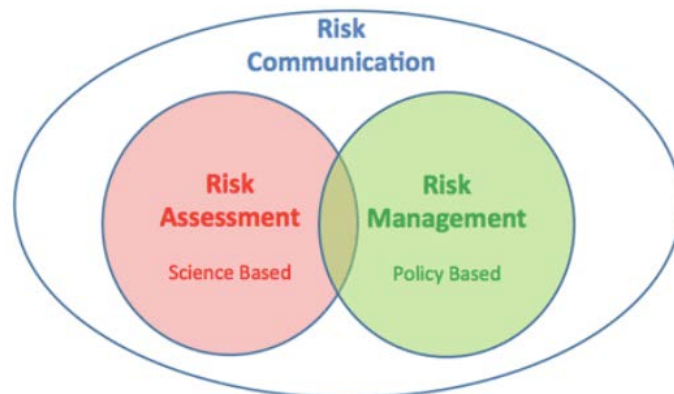 Risk
Communication
Risk
Assessment
Science Based
Risk
Management
Policy Based